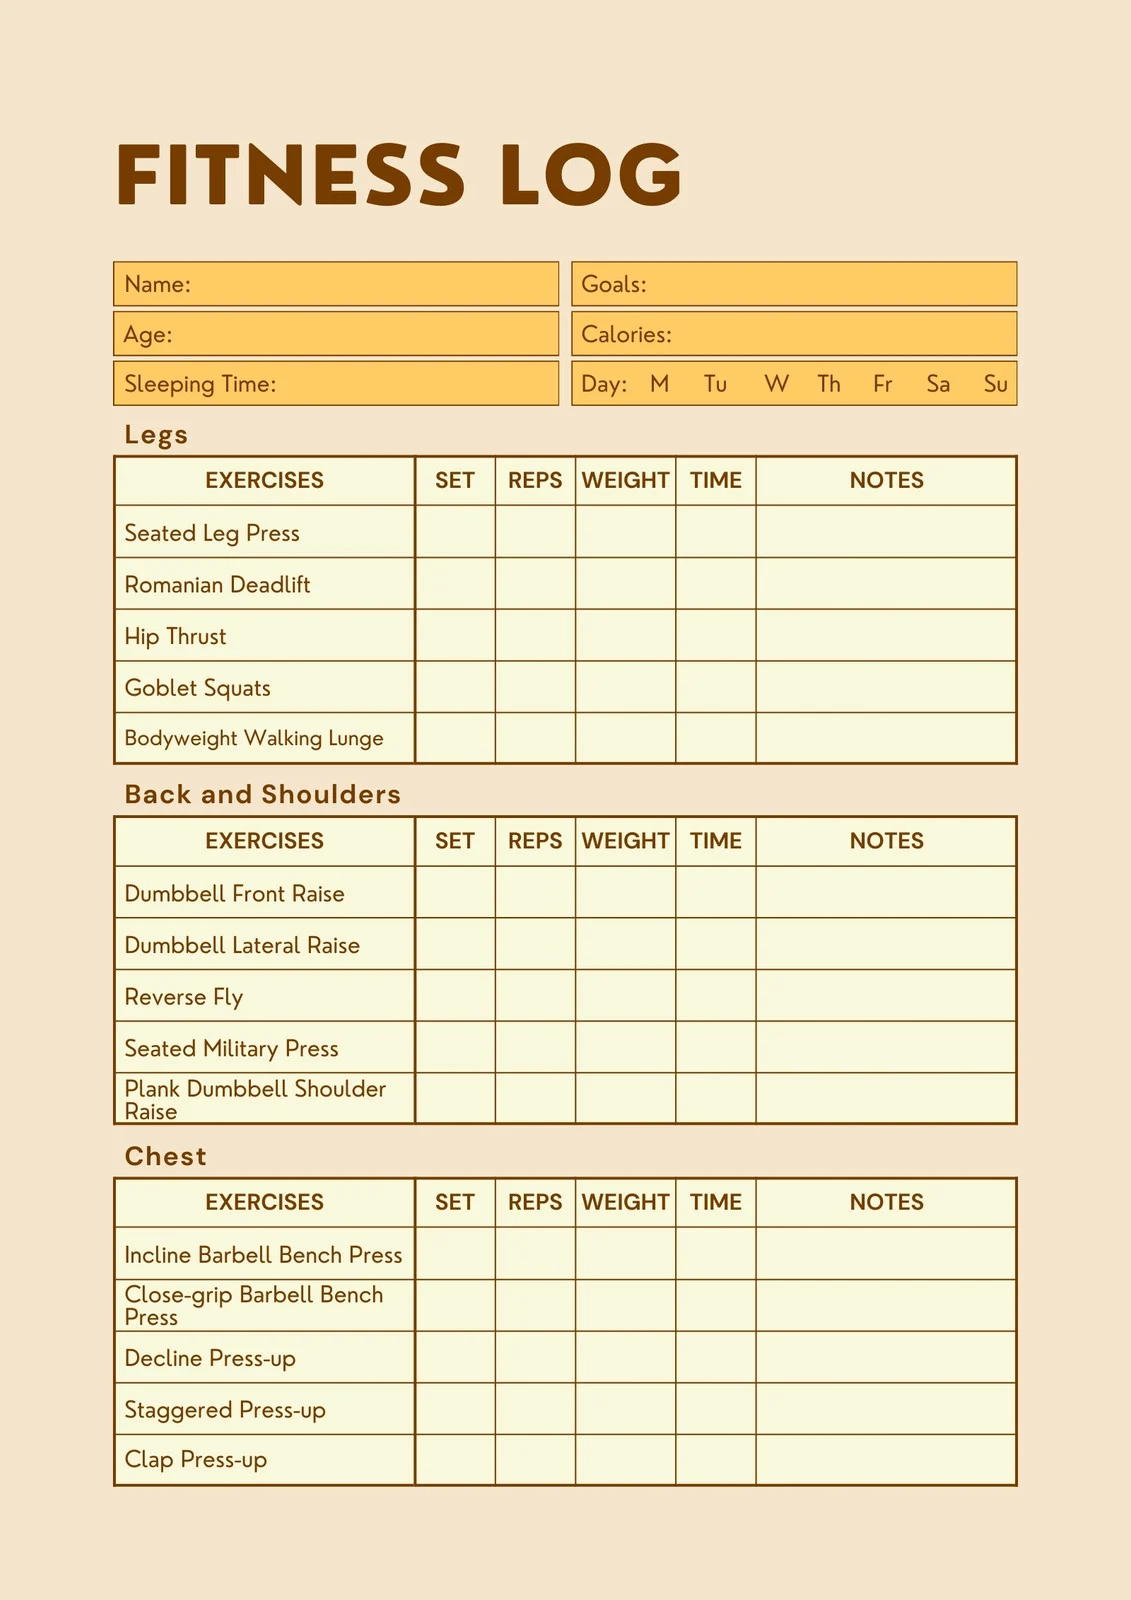 FITNESS LOG
Name:
Goals:
Age:
Calories:
Sleeping Time:
Day: M Tu W Th Fr Sa Su
Legs
EXERCISES SET REPS WEIGHT TIME NOTES
Seated Leg Press
Romanian Deadlift
Hip Thrust
Goblet Squats
Bodyweight Walking Lunge
Back and Shoulders
EXERCISES SET REPS WEIGHT TIME NOTES
Dumbbell Front Raise
Dumbbell Lateral Raise
Reverse Fly
Seated Military Press
Plank Dumbbell Shoulder
Raise
Chest
EXERCISES SET REPS WEIGHT TIME NOTES
Incline Barbell Bench Press
Close-grip Barbell Bench
Press
Decline Press-up
Staggered Press-up
Clap Press-up